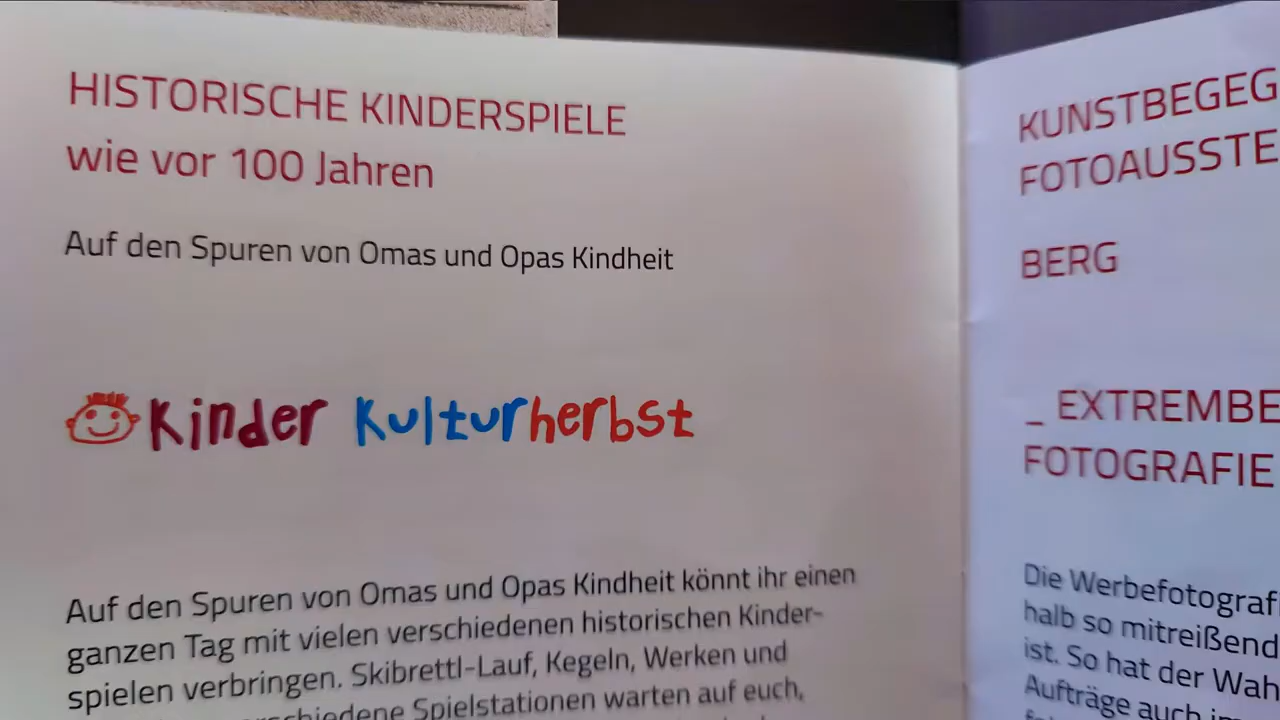 HISTORISCHE KINDERSPIELE
wie vor 100 Jahren
Auf den Spuren von Omas und Opas Kindheit
Kinder Kulturherbst
Auf den Spuren von Omas und Opas Kindheit könnt ihr einen
ganzen Tag mit vielen verschiedenen historischen Kinder-
spielen verbringen. Skibrettl-Lauf, Kegeln, Werken und
Spielstationen warten auf euch,
KUNSTBEGEG
FOTOAUSSTE
BERG
_ EXTREMBE
FOTOGRAFIE
Die Werbefotograf
halb so mitreißend
ist. So hat der Wah
Aufträge auch